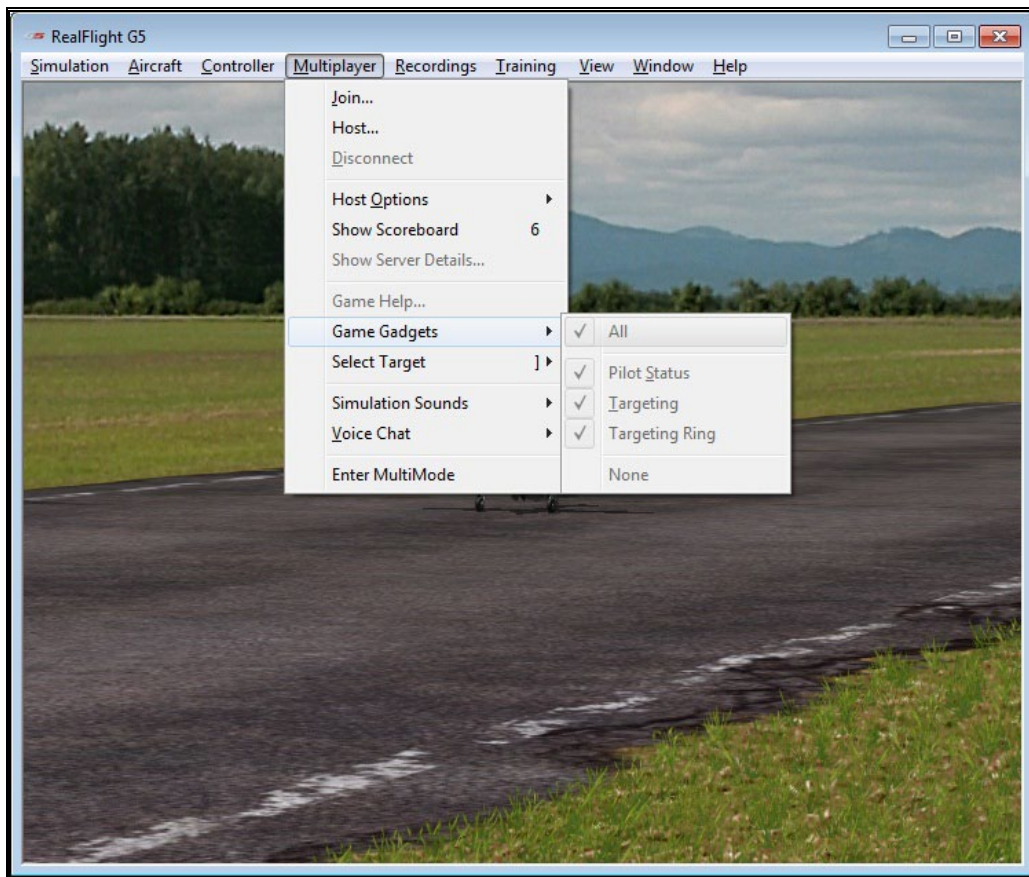 RealFlight G5
Simulation Aircraft Controller Multiplayer Recordings Training View Window Help
Join...
Host...
Disconnect
Host Options
Show Scoreboard 6
Show Server Details...
Game Help...
Game Gadgets
Select Target ]
Simulation Sounds
Voice Chat
Enter MultiMode
All
Pilot Status
Targeting
Targeting Ring
None